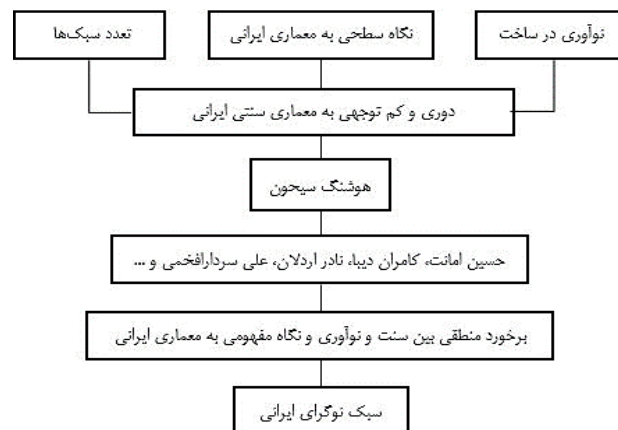 نوآوری در ساخت
نگاه سطحی به معماری ایرانی
تعدد سبک‌ها
دوری و کم توجهی به معماری سنتی ایرانی
هوشنگ سیحون
حسین امانت، کامران دیبا، نادر اردلان، علی سردارافخمی و ...
برخورد منطقی بین سنت و نوآوری و نگاه مفهومی به معماری ایرانی
سبک نوگرای ایرانی